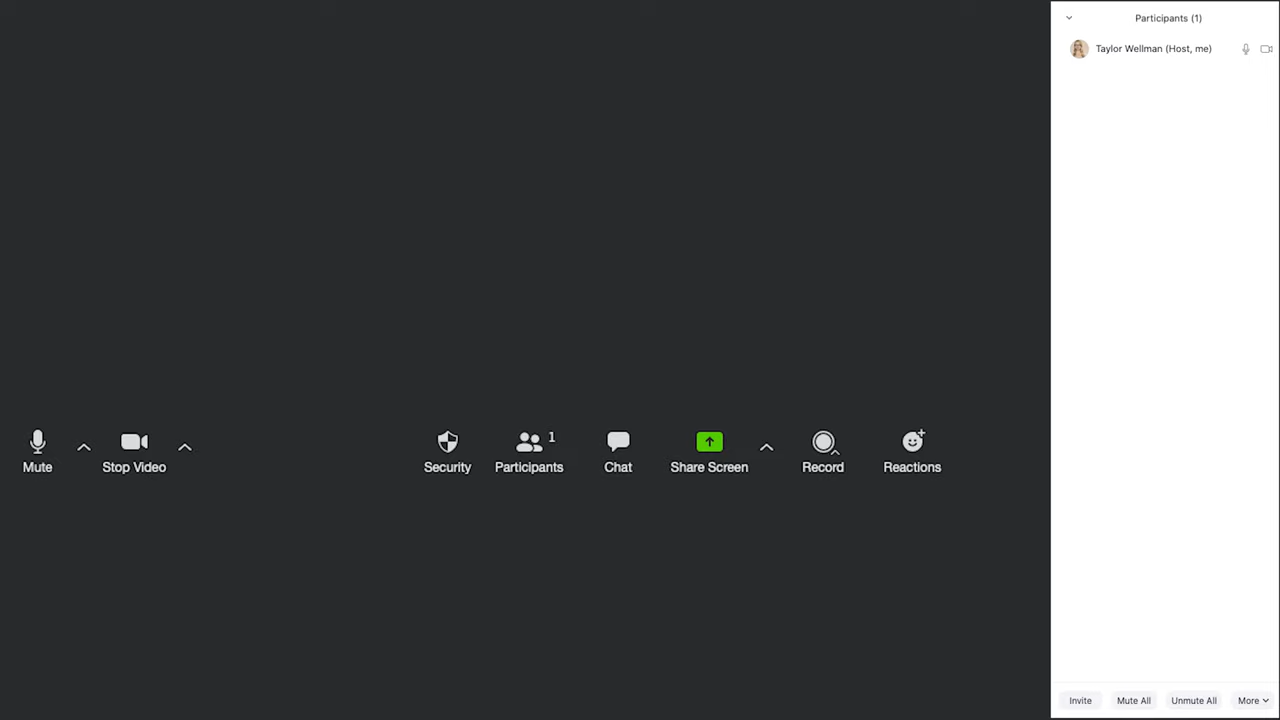 Participants (1)
Taylor Wellman (Host, me)
1
Mute
Stop Video
Security
Participants
Chat
Share Screen
Record
Reactions
Invite
Mute All
Unmute All
More